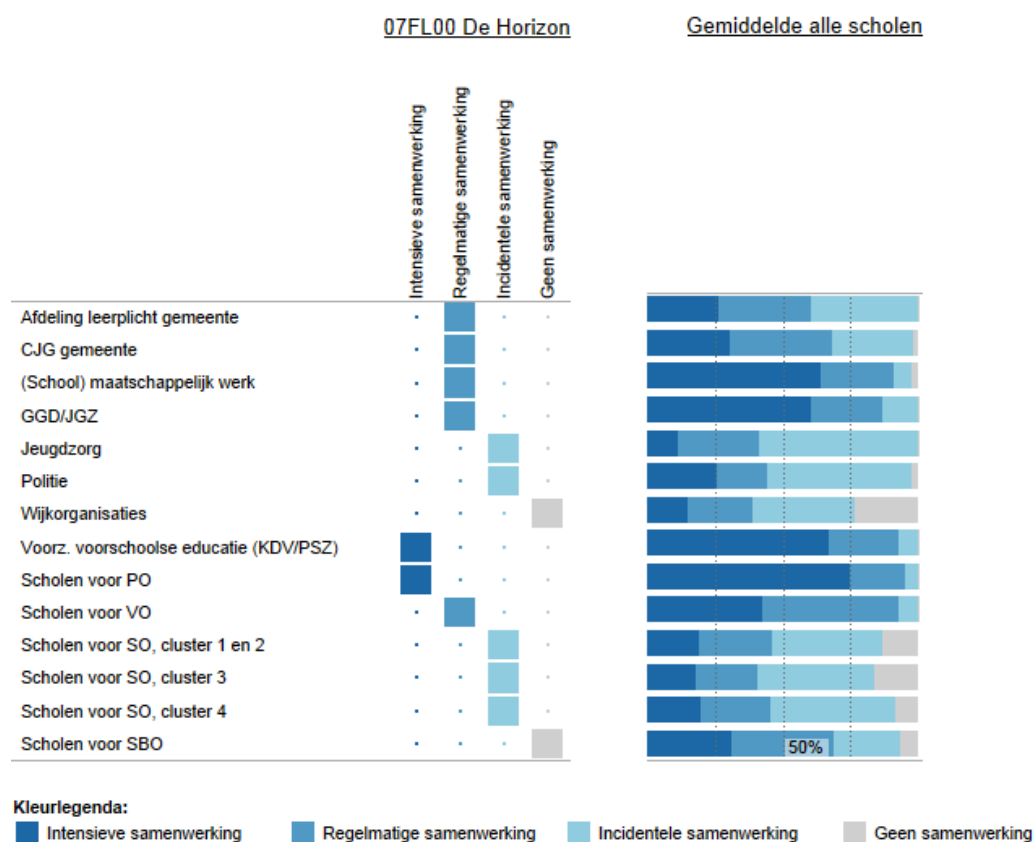 07FL00 De Horizon
Gemiddelde alle scholen
Intensieve samenwerking
Regelmatige samenwerking
Incidentele samenwerking
Geen samenwerking
Afdeling leerplicht gemeente
CJG gemeente
(School) maatschappelijk werk
GGD/JGZ
Jeugdzorg
Politie
Wijkorganisaties
Voorz. voorschoolse educatie (KDV/PSZ)
Scholen voor PO
Scholen voor VO
Scholen voor SO, cluster 1 en 2
Scholen voor SO, cluster 3
Scholen voor SO, cluster 4
Scholen voor SBO
50%
Kleurlegenda:
Intensieve samenwerking
Regelmatige samenwerking
Incidentele samenwerking
Geen samenwerking